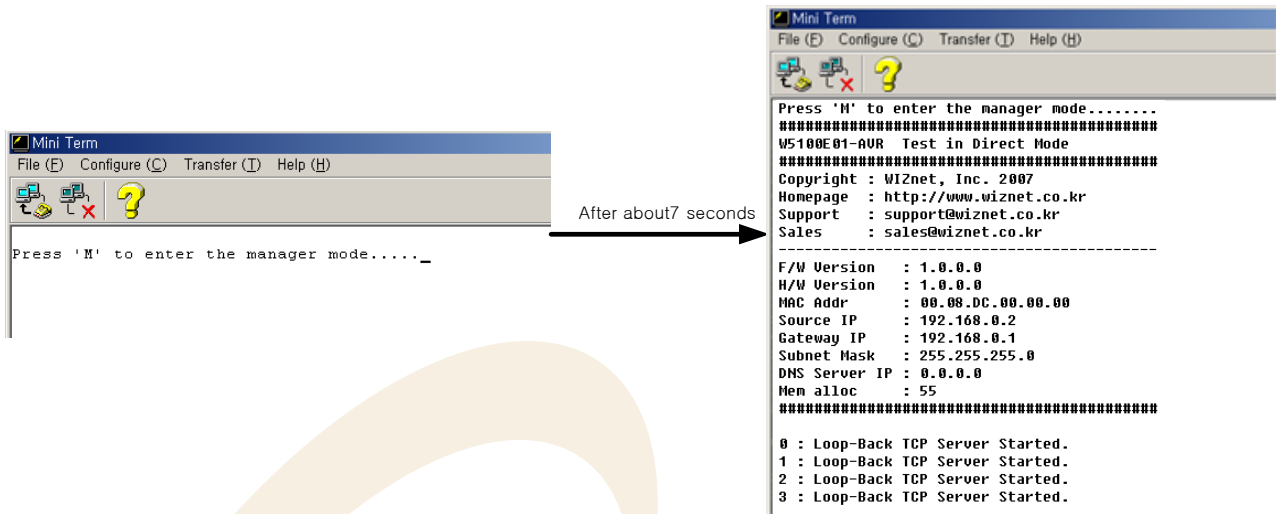 Mini Term
File (F) Configure (C) Transfer (T) Help (H)
Press 'M' to enter the manager mode....._
After about7 seconds
Mini Term
File (F) Configure (C) Transfer (T) Help (H)
Press 'M' to enter the manager mode........
###########################################
W5100E01-AVR Test in Direct Mode
###########################################
Copyright : WIZnet, Inc. 2007
Homepage : http://www.wiznet.co.kr
Support : support@wiznet.co.kr
Sales : sales@wiznet.co.kr
-------------------------------------------
F/W Version : 1.0.0.0
H/W Version : 1.0.0.0
MAC Addr : 00.08.DC.00.00.00
Source IP : 192.168.0.2
Gateway IP : 192.168.0.1
Subnet Mask : 255.255.255.0
DNS Server IP : 0.0.0.0
Mem alloc : 55
###########################################
0 : Loop-Back TCP Server Started.
1 : Loop-Back TCP Server Started.
2 : Loop-Back TCP Server Started.
3 : Loop-Back TCP Server Started.